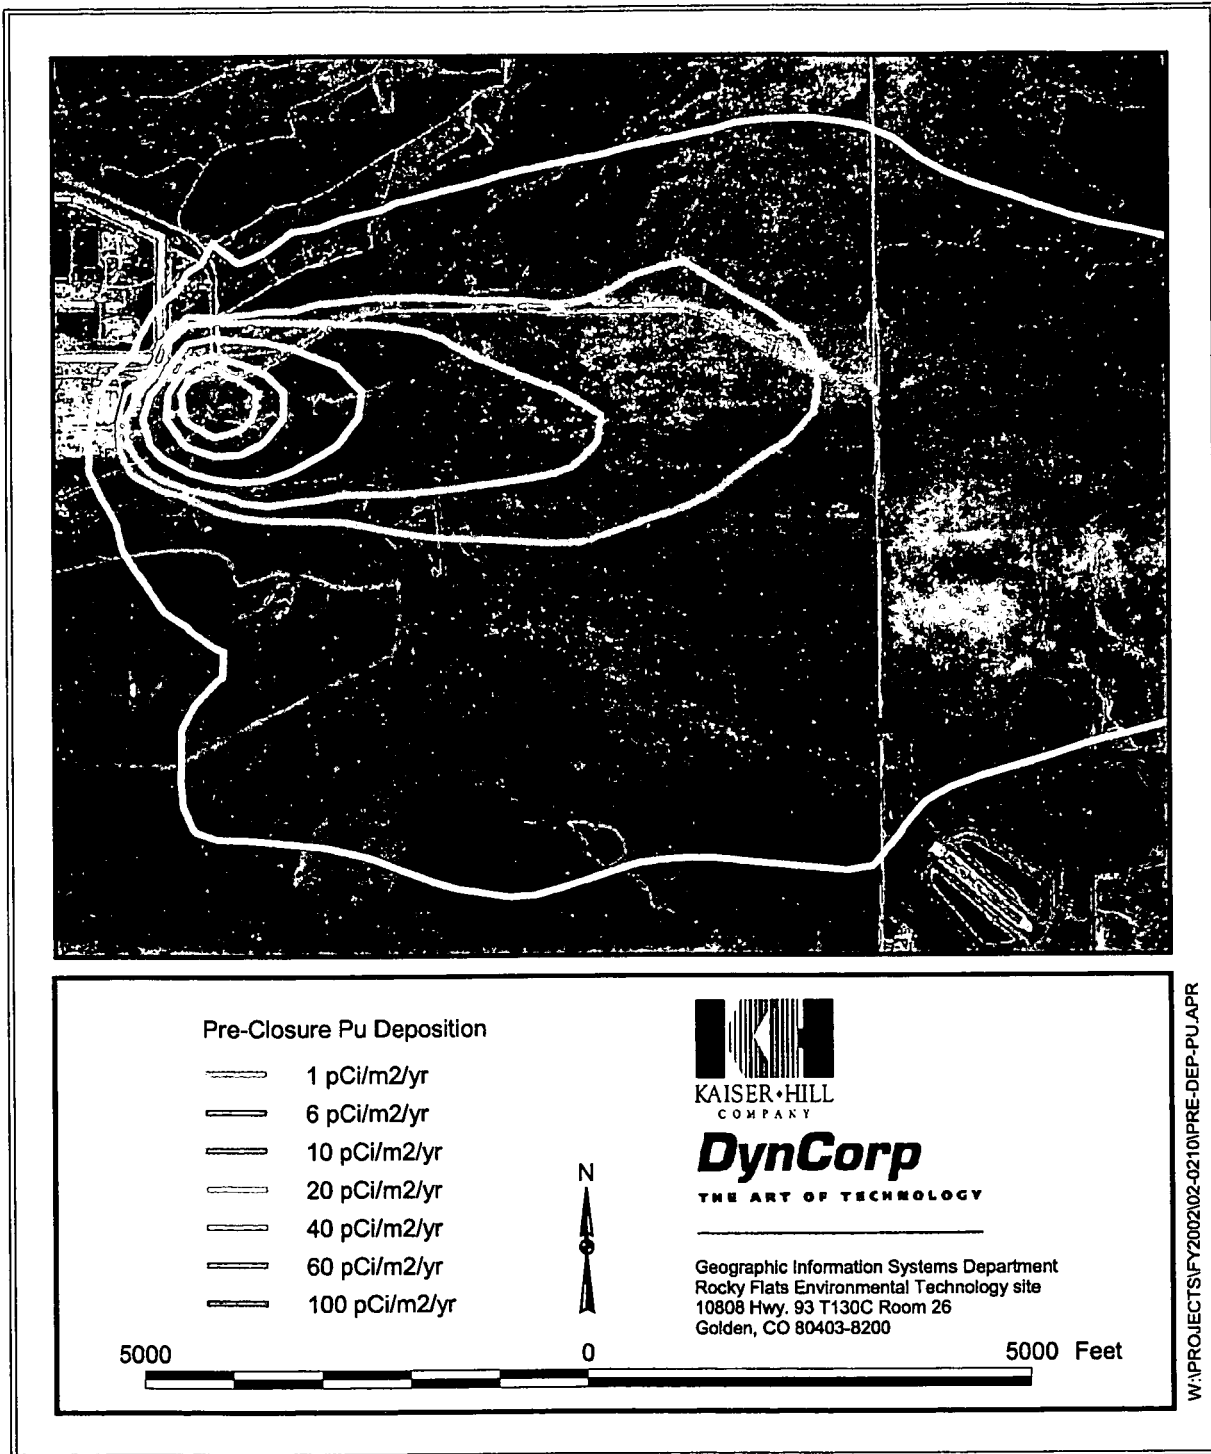 Pre-Closure Pu Deposition
1 pCi/m2/yr
6 pCi/m2/yr
10 pCi/m2/yr
20 pCi/m2/yr
40 pCi/m2/yr
60 pCi/m2/yr
100 pCi/m2/yr
N
KH
KAISER•HILL
COMPANY
DynCorp
THE ART OF TECHNOLOGY
Geographic Information Systems Department
Rocky Flats Environmental Technology site
10808 Hwy. 93 T130C Room 26
Golden, CO 80403-8200
5000 0 5000 Feet
W:\PROJECTS\FY2002\02-0210\PRE-DEP-PU.APR